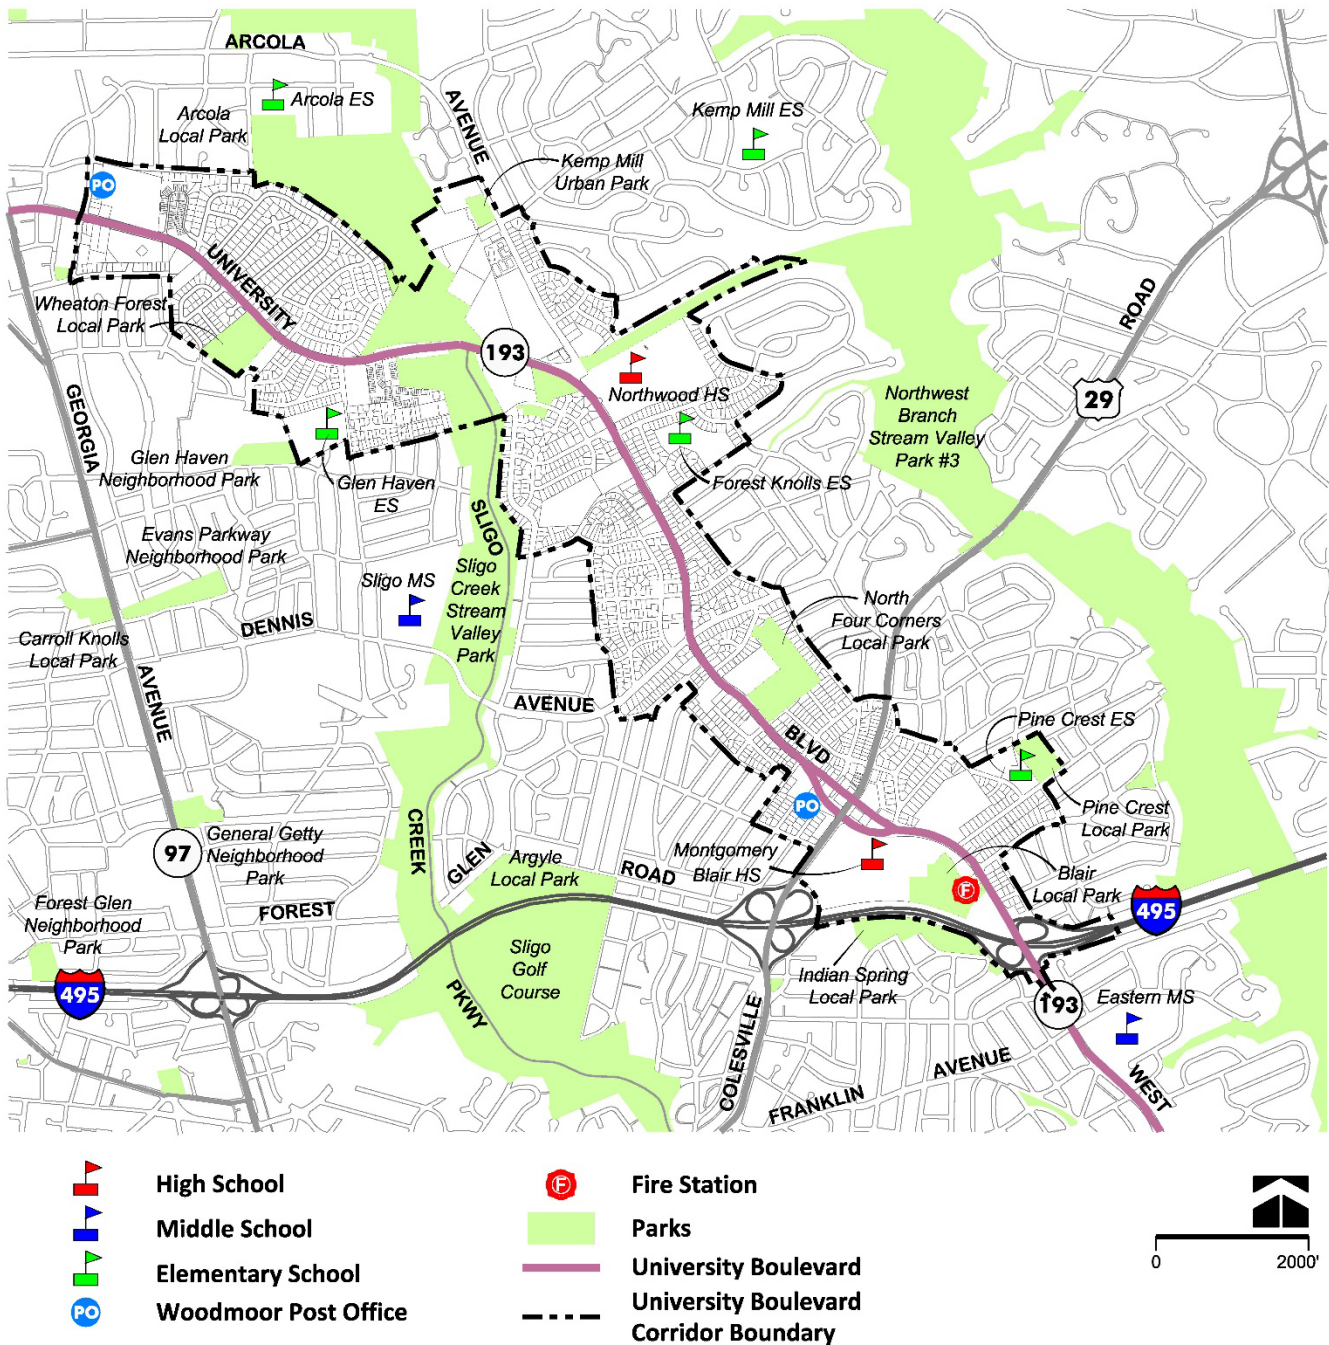 ARCOLA
AVENUE
Arcola ES
Arcola
Local Park
Kemp Mill ES
Kemp Mill
Urban Park
PO
UNIVERSITY
Wheaton Forest
Local Park
193
ROAD
29
Northwood HS
Northwest
Branch
Stream Valley
Park #3
GEORGIA
Glen Haven
Neighborhood Park
Glen Haven
ES
Forest Knolls ES
SLIGO
Evans Parkway
Neighborhood Park
Sligo MS
Sligo
Creek
Stream
Valley
Park
North
Four Corners
Local Park
DENNIS
Carroll Knolls
Local Park
AVENUE
AVENUE
BLVD
Pine Crest ES
PO
Pine Crest
Local Park
CREEK
97
General Getty
Neighborhood
Park
GLEN
Argyle
Local Park
ROAD
Montgomery
Blair HS
Blair
Local Park
F
Forest Glen
Neighborhood
Park
FOREST
495
495
Sligo
Golf
Course
Indian Spring
Local Park
193
Eastern MS
PKWY
COLESVILLE
FRANKLIN
AVENUE
WEST
High School
Middle School
Elementary School
PO Woodmoor Post Office
F Fire Station
Parks
University Boulevard
University Boulevard
Corridor Boundary
0 2000'